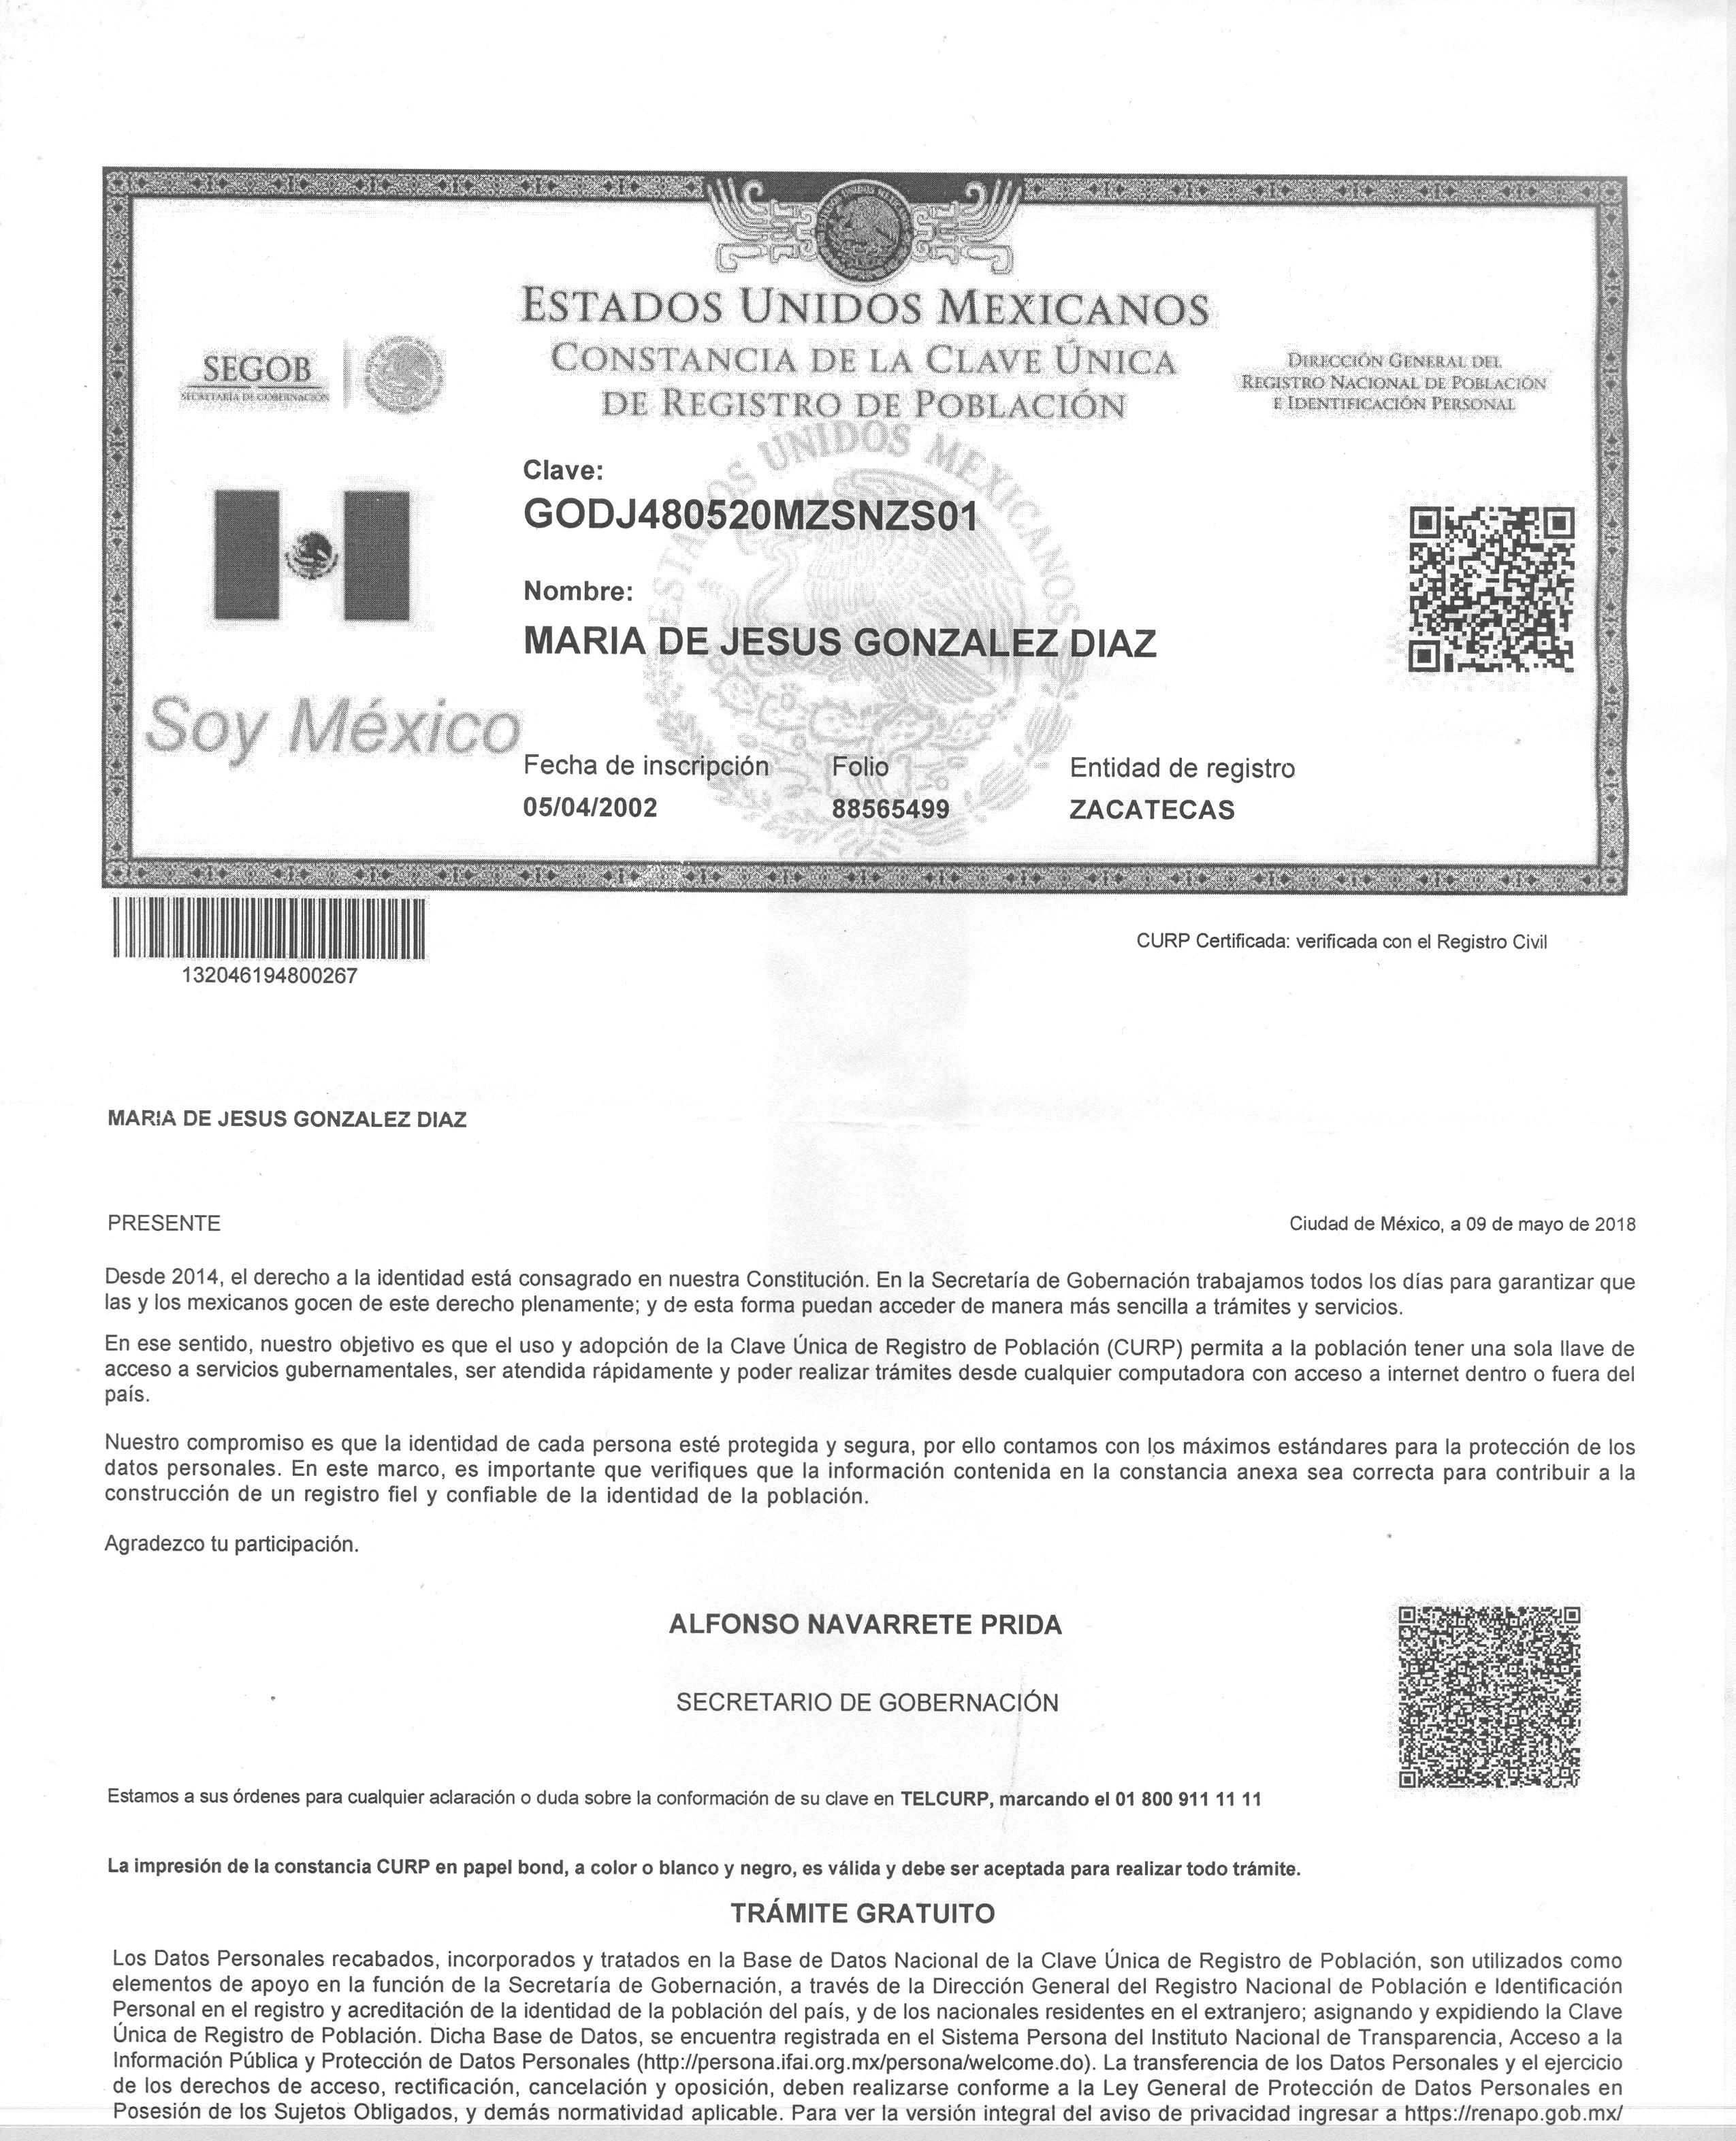 ESTADOS UNIDOS MEXICANOS
CONSTANCIA DE LA CLAVE ÚNICA
DE REGISTRO DE POBLACIÓN
SEGOB
SECRETARÍA DE GOBERNACIÓN
DIRECCIÓN GENERAL DEL
REGISTRO NACIONAL DE POBLACIÓN
E IDENTIFICACIÓN PERSONAL
ESTADOS UNIDOS MEXICANOS
Clave:
GODJ480520MZSNZS01
Nombre:
MARIA DE JESUS GONZALEZ DIAZ
Soy México
Fecha de inscripción Folio Entidad de registro
05/04/2002 88565499 ZACATECAS
132046194800267
CURP Certificada: verificada con el Registro Civil
MARIA DE JESUS GONZALEZ DIAZ
PRESENTE Ciudad de México, a 09 de mayo de 2018
Desde 2014, el derecho a la identidad está consagrado en nuestra Constitución. En la Secretaría de Gobernación trabajamos todos los días para garantizar que
las y los mexicanos gocen de este derecho plenamente; y de esta forma puedan acceder de manera más sencilla a trámites y servicios.
En ese sentido, nuestro objetivo es que el uso y adopción de la Clave Única de Registro de Población (CURP) permita a la población tener una sola llave de
acceso a servicios gubernamentales, ser atendida rápidamente y poder realizar trámites desde cualquier computadora con acceso a internet dentro o fuera del
país.
Nuestro compromiso es que la identidad de cada persona esté protegida y segura, por ello contamos con los máximos estándares para la protección de los
datos personales. En este marco, es importante que verifiques que la información contenida en la constancia anexa sea correcta para contribuir a la
construcción de un registro fiel y confiable de la identidad de la población.
Agradezco tu participación.
ALFONSO NAVARRETE PRIDA
SECRETARIO DE GOBERNACIÓN
Estamos a sus órdenes para cualquier aclaración o duda sobre la conformación de su clave en TELCURP, marcando el 01 800 911 11 11
La impresión de la constancia CURP en papel bond, a color o blanco y negro, es válida y debe ser aceptada para realizar todo trámite.
TRÁMITE GRATUITO
Los Datos Personales recabados, incorporados y tratados en la Base de Datos Nacional de la Clave Única de Registro de Población, son utilizados como
elementos de apoyo en la función de la Secretaría de Gobernación, a través de la Dirección General del Registro Nacional de Población e Identificación
Personal en el registro y acreditación de la identidad de la población del país, y de los nacionales residentes en el extranjero; asignando y expidiendo la Clave
Única de Registro de Población. Dicha Base de Datos, se encuentra registrada en el Sistema Persona del Instituto Nacional de Transparencia, Acceso a la
Información Pública y Protección de Datos Personales (http://persona.ifai.org.mx/persona/welcome.do). La transferencia de los Datos Personales y el ejercicio
de los derechos de acceso, rectificación, cancelación y oposición, deben realizarse conforme a la Ley General de Protección de Datos Personales en
Posesión de los Sujetos Obligados, y demás normatividad aplicable. Para ver la versión integral del aviso de privacidad ingresar a https://renapo.gob.mx/